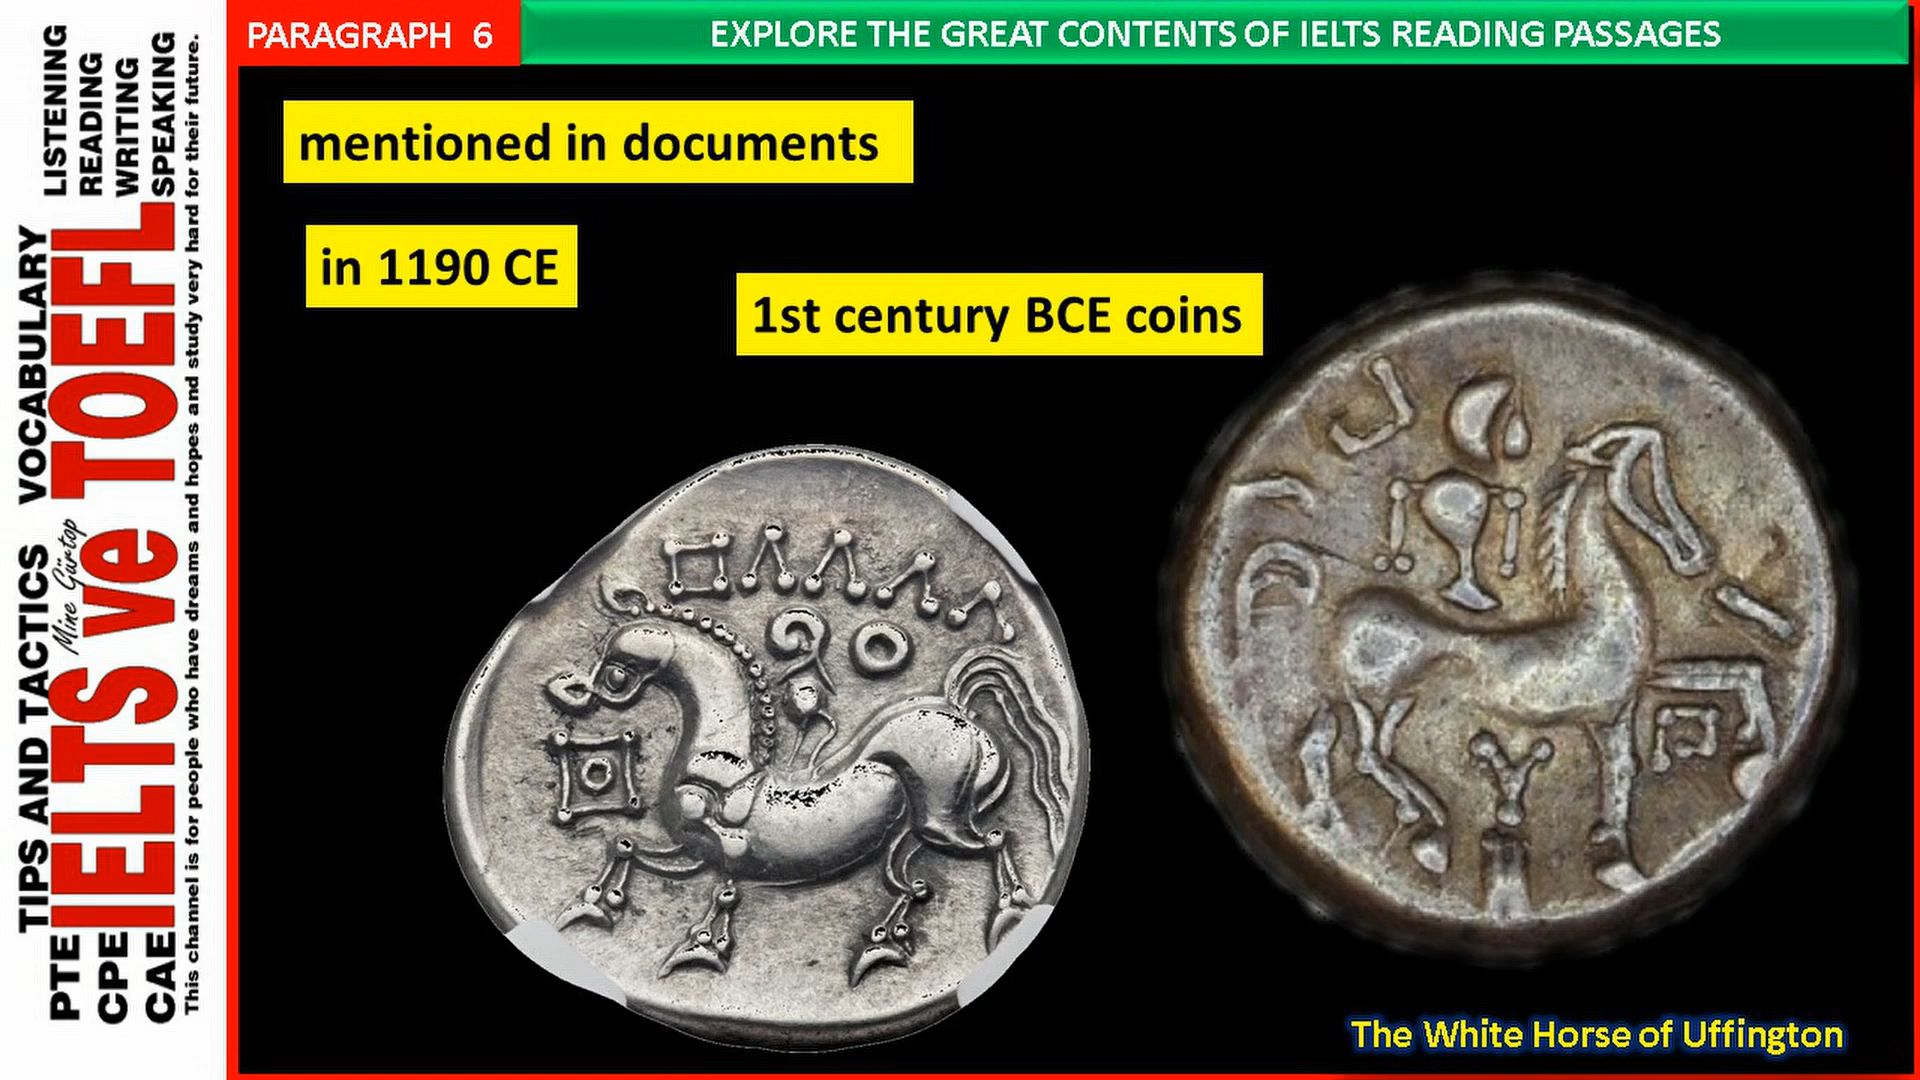 PARAGRAPH 6
EXPLORE THE GREAT CONTENTS OF IELTS READING PASSAGES
mentioned in documents
in 1190 CE
1st century BCE coins
The White Horse of Uffington
TIPS AND TACTICS VOCABULARY
LISTENING
READING
WRITING
SPEAKING
Mine Gürtop
IELTS ve TOEFL
PTE
CPE
CAE
This channel is for people who have dreams and hopes and study very hard for their future.